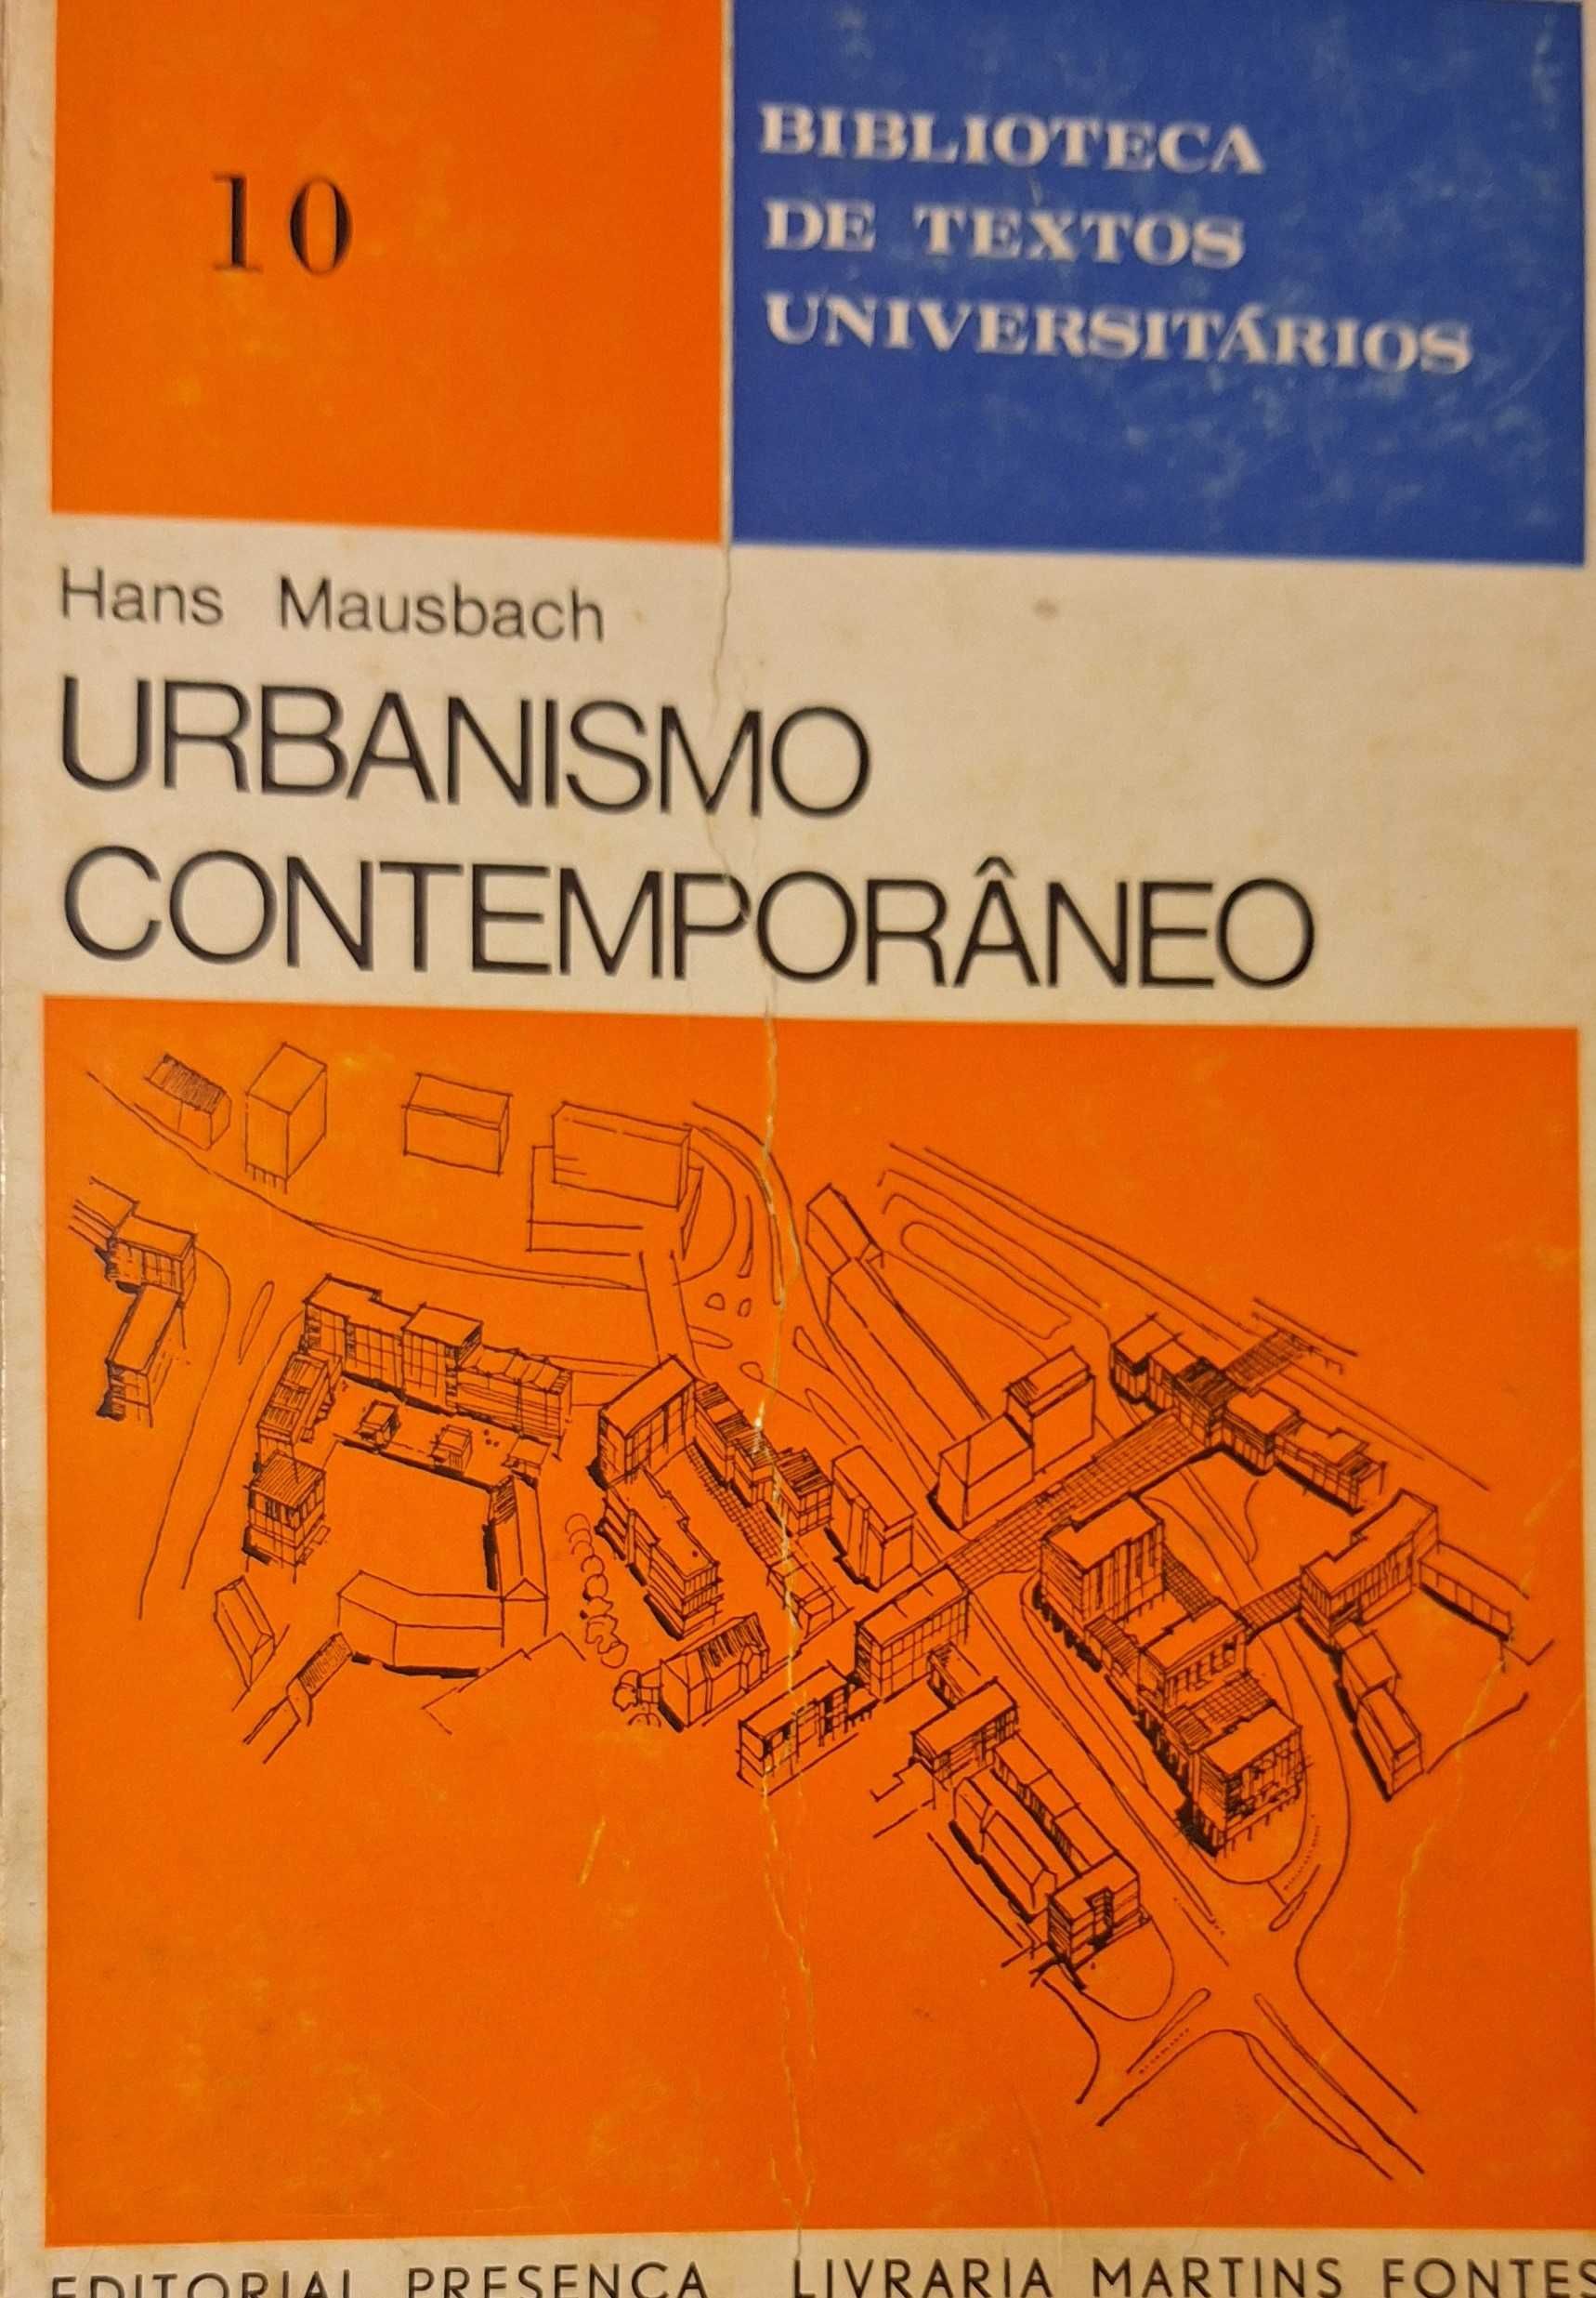 10
BIBLIOTECA
DE TEXTOS
UNIVERSITÁRIOS
Hans Mausbach
URBANISMO
CONTEMPORÂNEO
EDITORIAL PRESENÇA LIVRARIA MARTINS FONTES